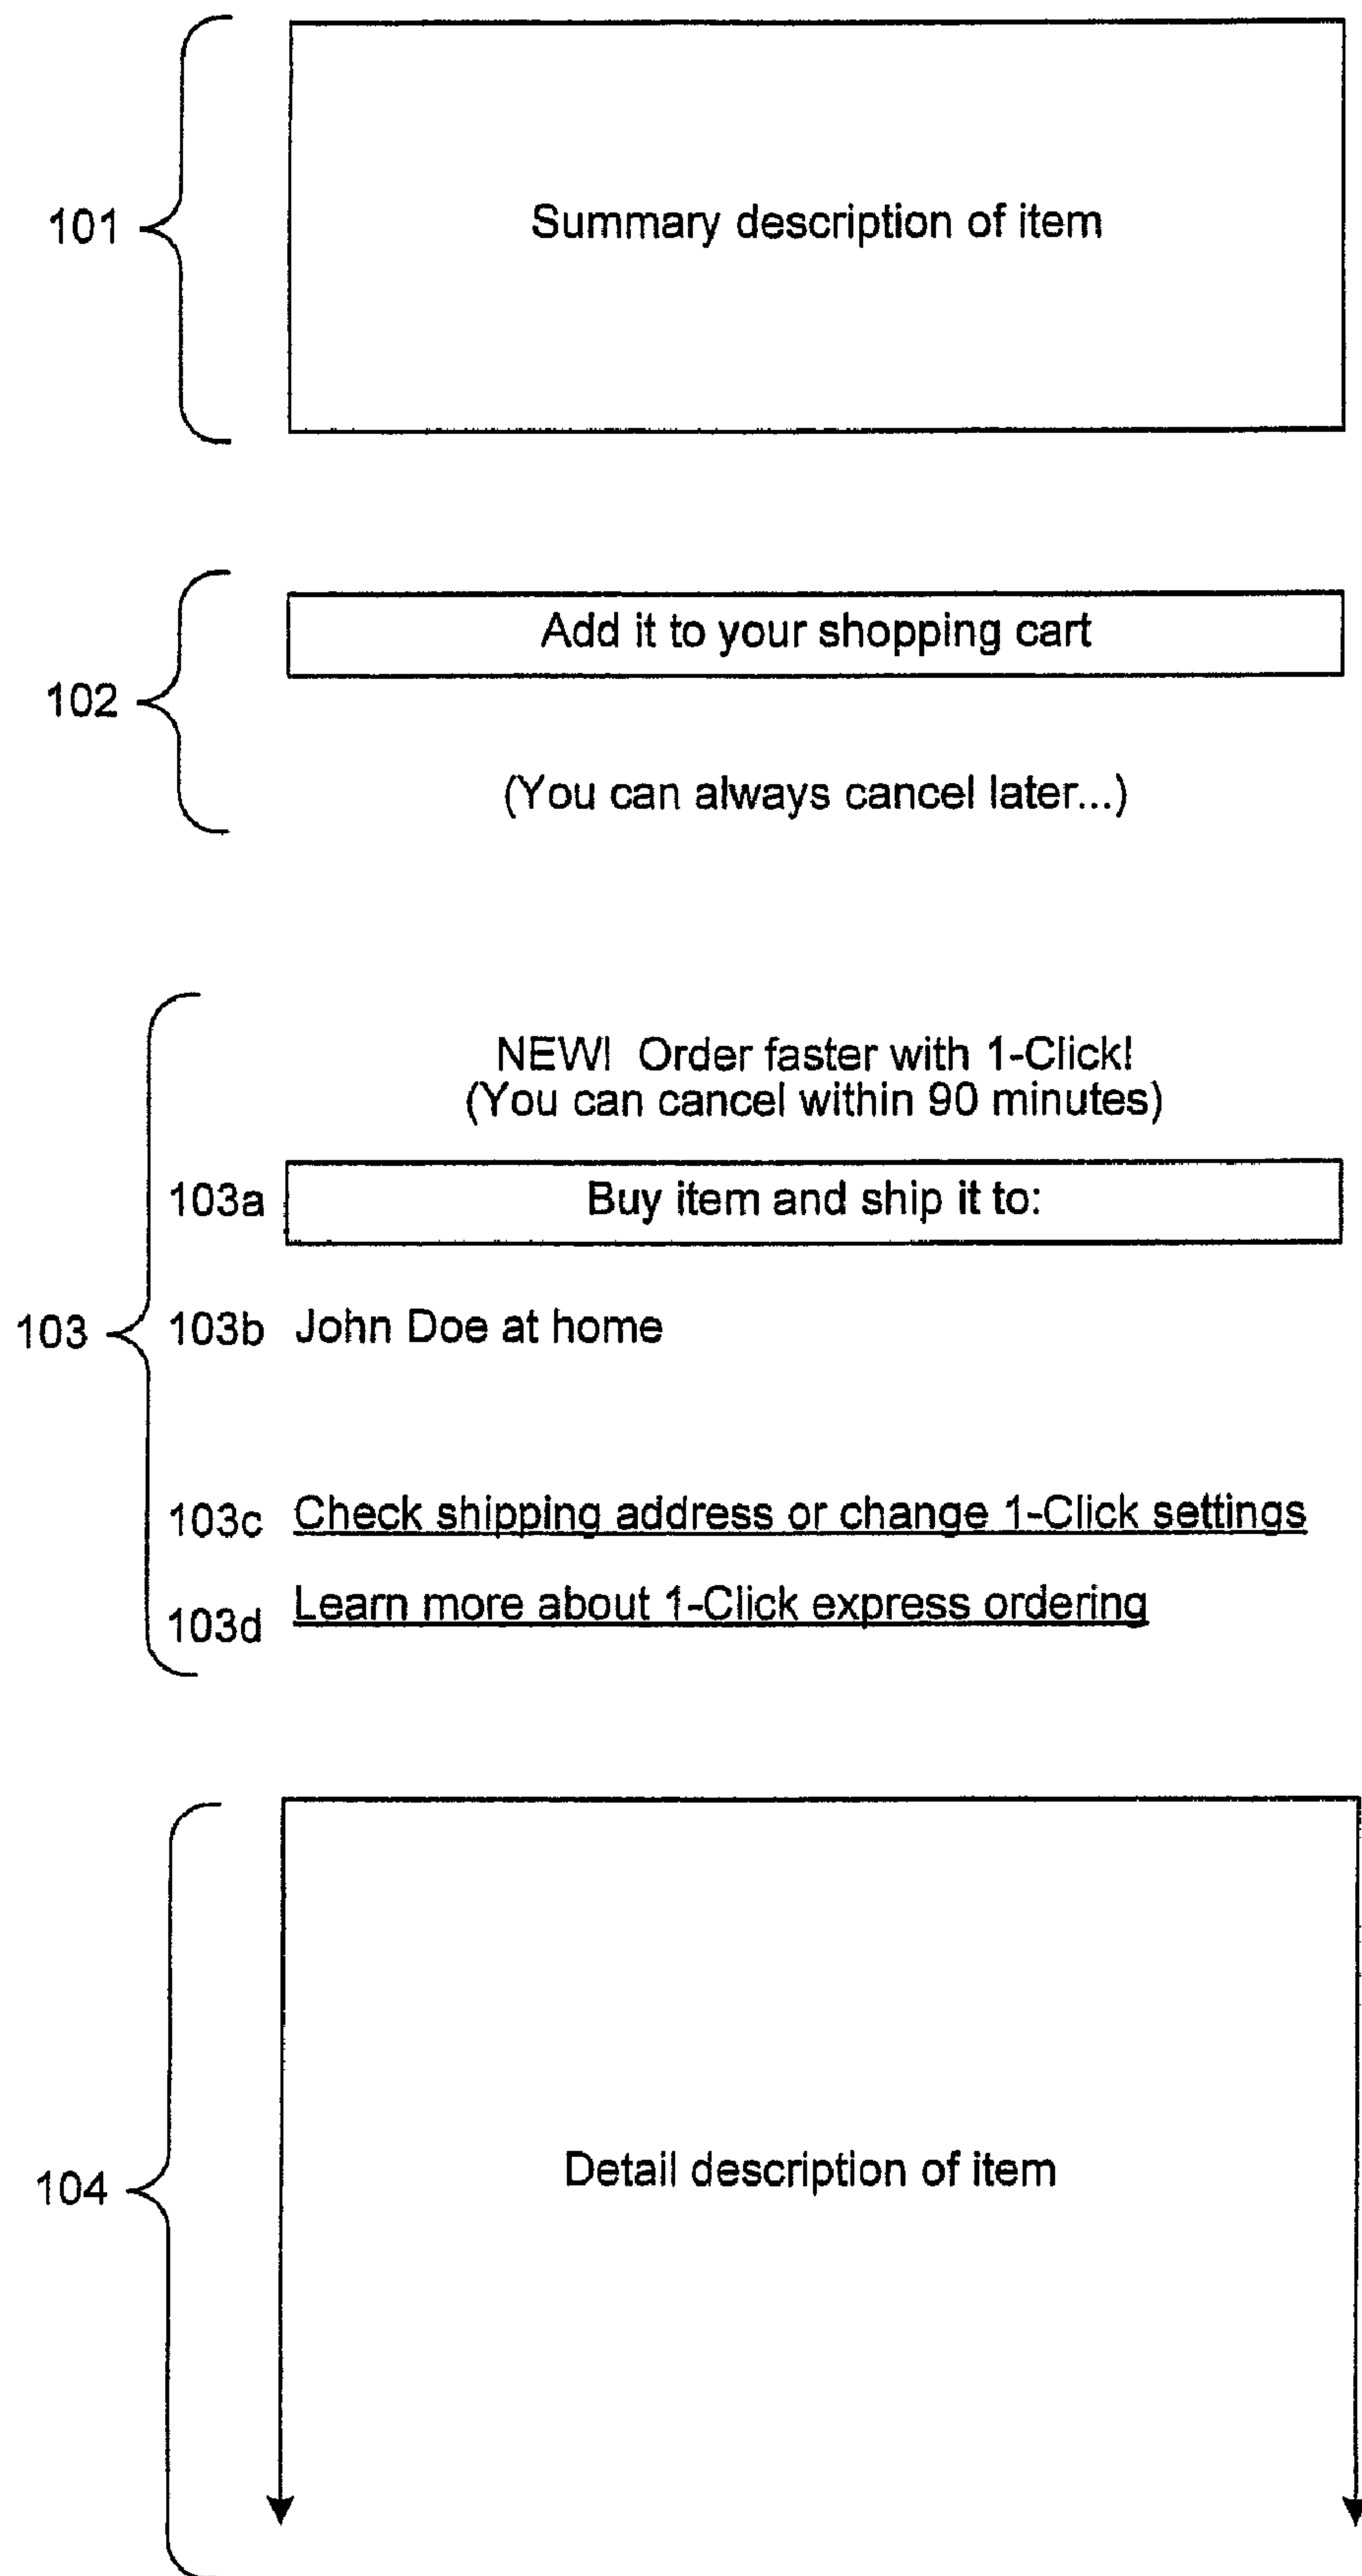 101
Summary description of item
Add it to your shopping cart
102
(You can always cancel later...)
NEW! Order faster with 1-Click!
(You can cancel within 90 minutes)
103a Buy item and ship it to:
103 103b John Doe at home
103c Check shipping address or change 1-Click settings
103d Learn more about 1-Click express ordering
Detail description of item
104